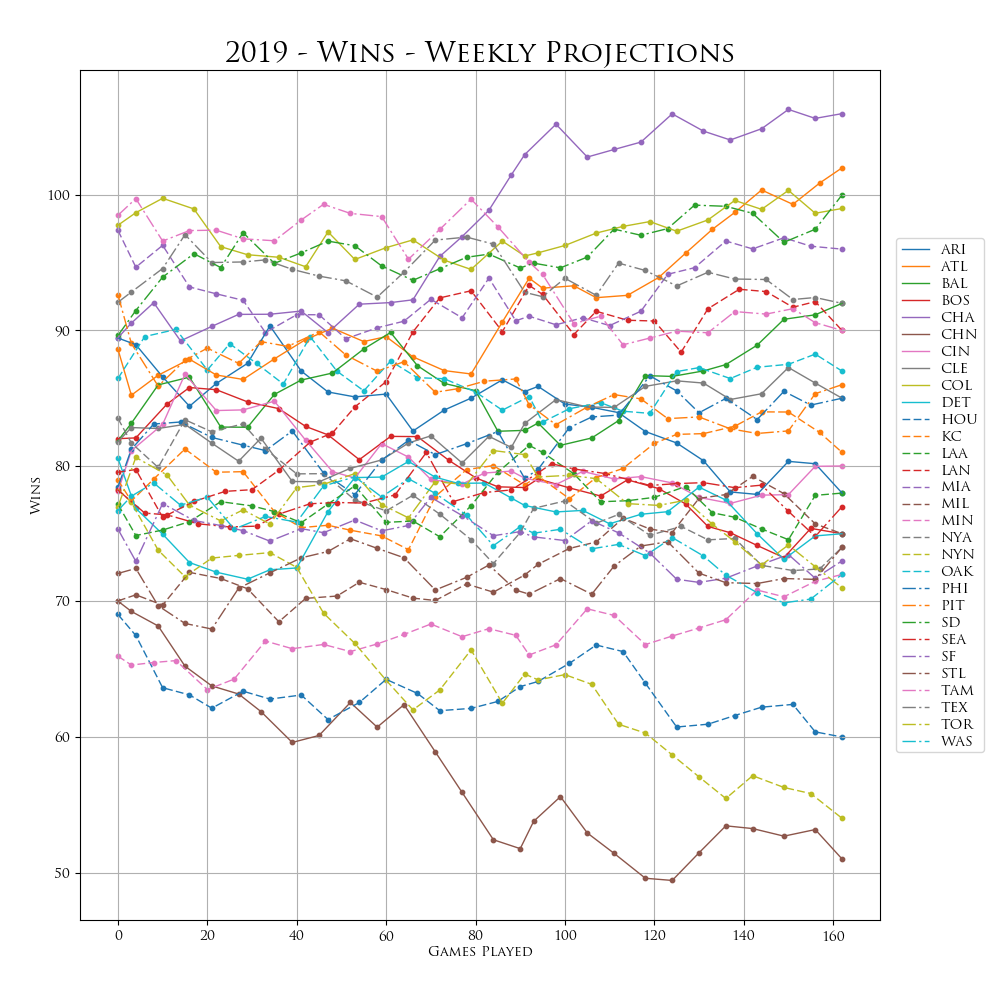 2019 - Wins - Weekly Projections
Wins
100
90
80
70
60
50
0 20 40 60 80 100 120 140 160
Games Played
ARI
ATL
BAL
BOS
CHA
CHN
CIN
CLE
COL
DET
HOU
KC
LAA
LAN
MIA
MIL
MIN
NYA
NYN
OAK
PHI
PIT
SD
SEA
SF
STL
TAM
TEX
TOR
WAS